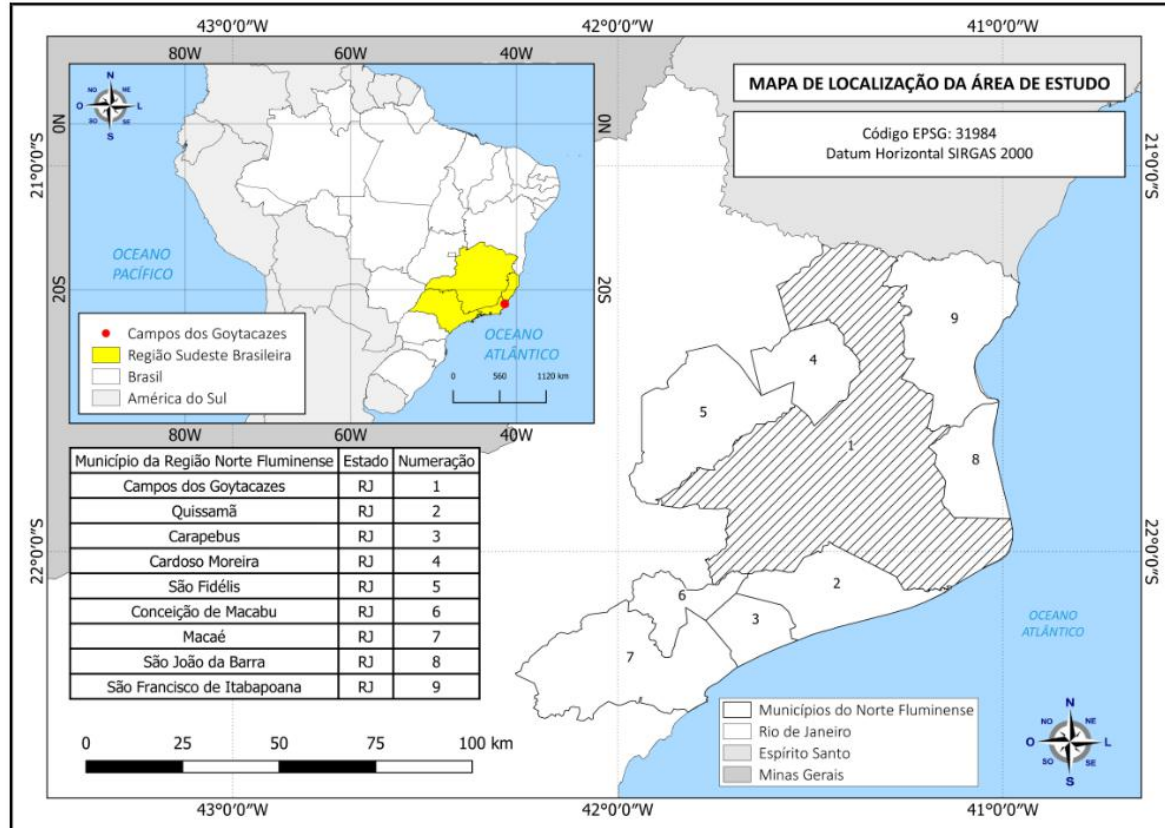 43°0'0"W
42°0'0"W
41°0'0"W
80W
60W
40W
N
NO
NE
O
L
SO
SE
S
0N
0N
21°0'0"S
21°0'0"S
MAPA DE LOCALIZAÇÃO DA ÁREA DE ESTUDO
Código EPSG: 31984
Datum Horizontal SIRGAS 2000
OCEANO
PACÍFICO
20S
20S
OCEANO
ATLÂNTICO
Campos dos Goytacazes
Região Sudeste Brasileira
Brasil
América do Sul
0 560 1120 km
80W
60W
40W
9
4
5
1
8
2
6
3
7
Município da Região Norte Fluminense Estado Numeração
Campos dos Goytacazes RJ 1
Quissamã RJ 2
Carapebus RJ 3
Cardoso Moreira RJ 4
São Fidélis RJ 5
Conceição de Macabu RJ 6
Macaé RJ 7
São João da Barra RJ 8
São Francisco de Itabapoana RJ 9
22°0'0"S
22°0'0"S
OCEANO
ATLÂNTICO
0 25 50 75 100 km
Municípios do Norte Fluminense
Rio de Janeiro
Espírito Santo
Minas Gerais
N
NO
NE
O
L
SO
SE
S
43°0'0"W
42°0'0"W
41°0'0"W